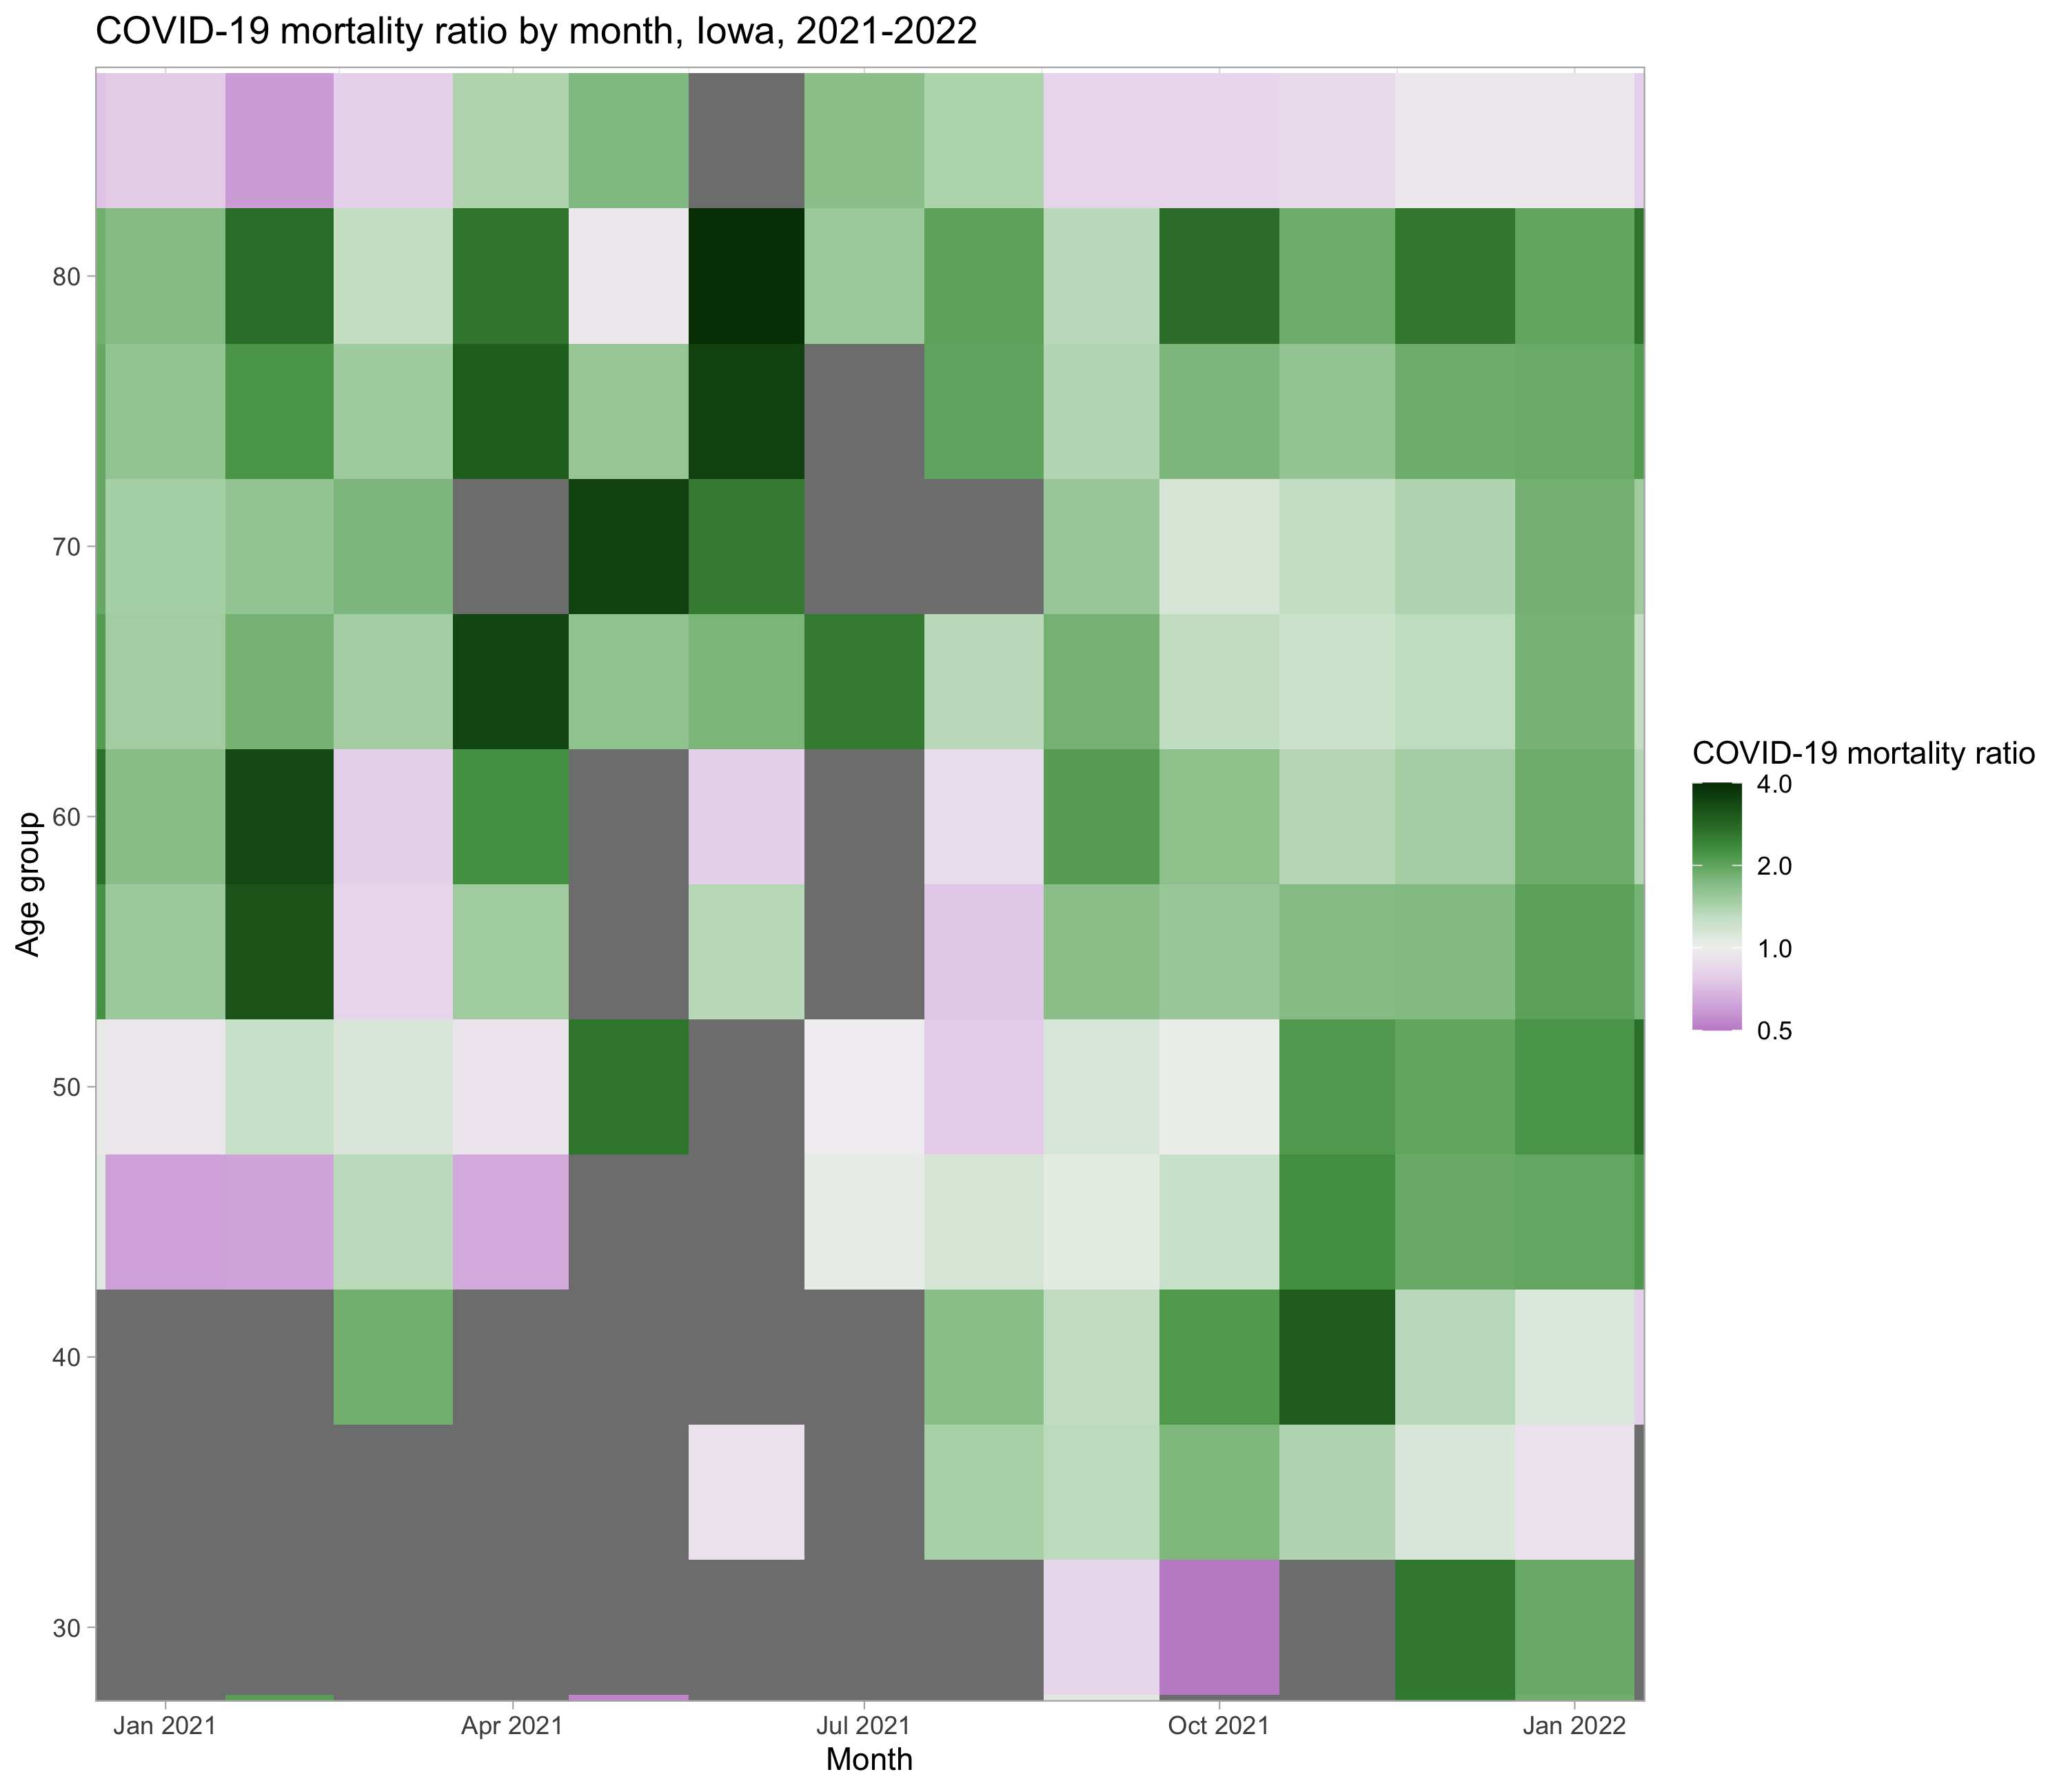 COVID-19 mortality ratio by month, Iowa, 2021-2022
Age group
80
70
60
50
40
30
Jan 2021
Apr 2021
Jul 2021
Oct 2021
Jan 2022
Month
COVID-19 mortality ratio
4.0
2.0
1.0
0.5